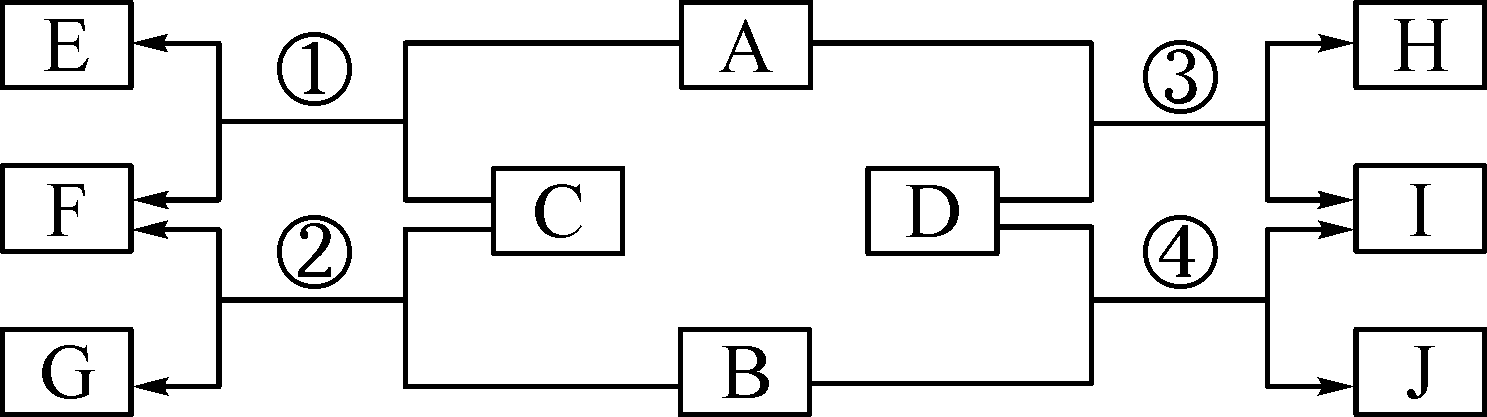 E ① A ③ H
F C D I
② ④
G B J